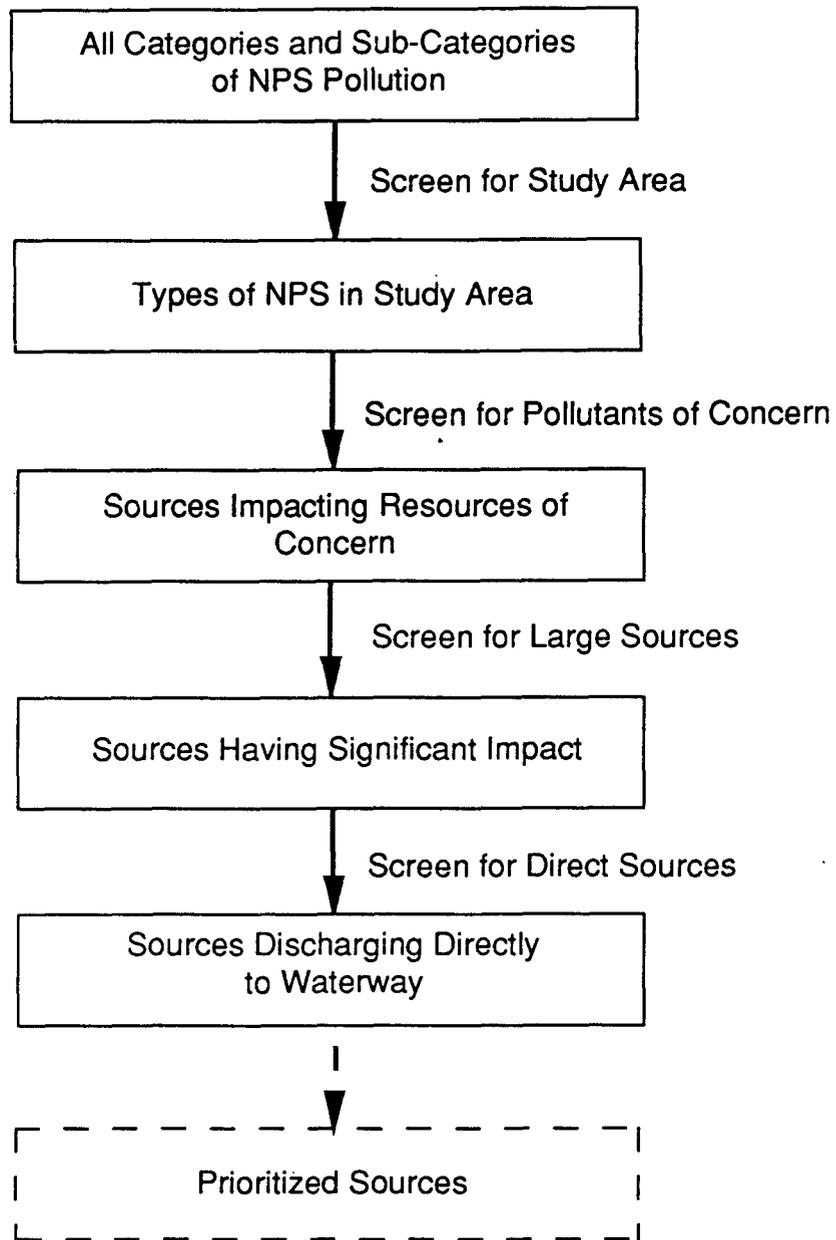 All Categories and Sub-Categories
of NPS Pollution
Screen for Study Area
Types of NPS in Study Area
Screen for Pollutants of Concern
Sources Impacting Resources of
Concern
Screen for Large Sources
Sources Having Significant Impact
Screen for Direct Sources
Sources Discharging Directly
to Waterway
Prioritized Sources